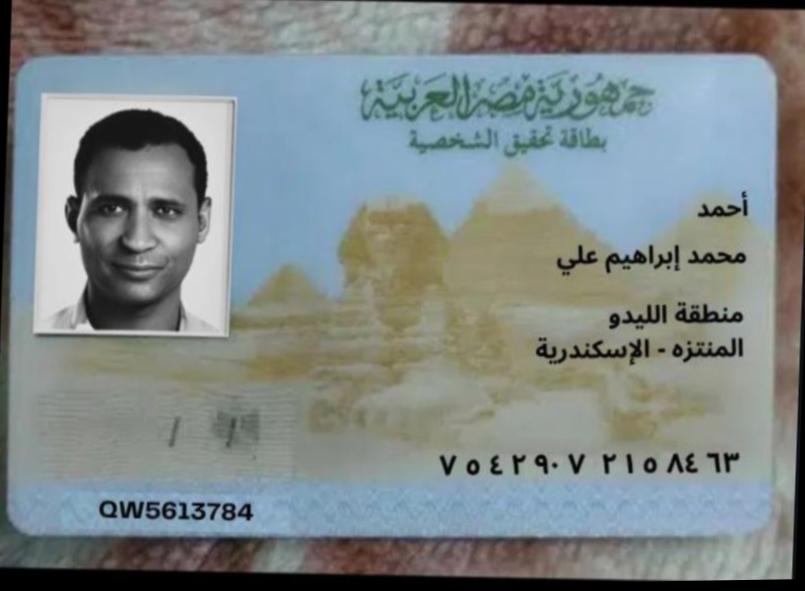 جمهورية مصر العربية
بطاقة تحقيق الشخصية
أحمد
محمد إبراهيم علي
منطقة الليدو
المنتزه - الإسكندرية
٧٥٤٢٩٠٧ ٢١٥٨٤٦٣
QW5613784